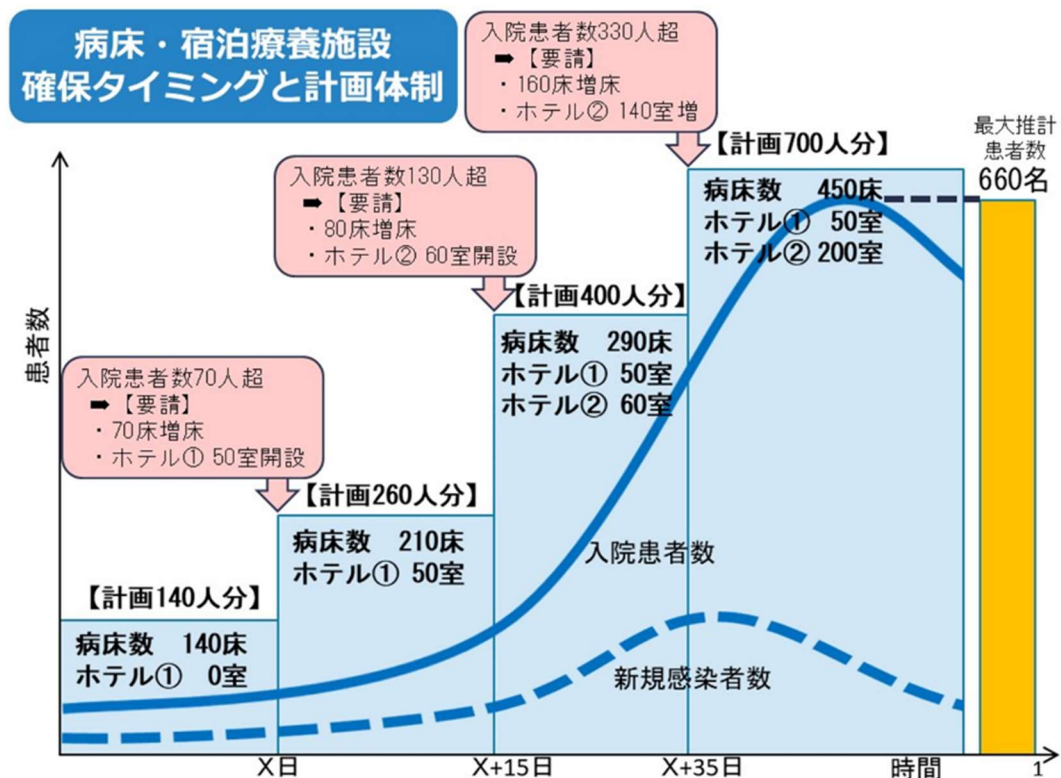 病床・宿泊療養施設
確保タイミングと計画体制
入院患者数330人超
➡【要請】
・160床増床
・ホテル② 140室増
最大推計
患者数
660名
【計画700人分】
病床数 450床
ホテル① 50室
ホテル② 200室
入院患者数130人超
➡【要請】
・80床増床
・ホテル② 60室開設
【計画400人分】
病床数 290床
ホテル① 50室
ホテル② 60室
患者数
入院患者数70人超
➡【要請】
・70床増床
・ホテル① 50室開設
【計画260人分】
病床数 210床
ホテル① 50室
入院患者数
【計画140人分】
病床数 140床
ホテル① 0室
新規感染者数
X日
X+15日
X+35日
時間
1